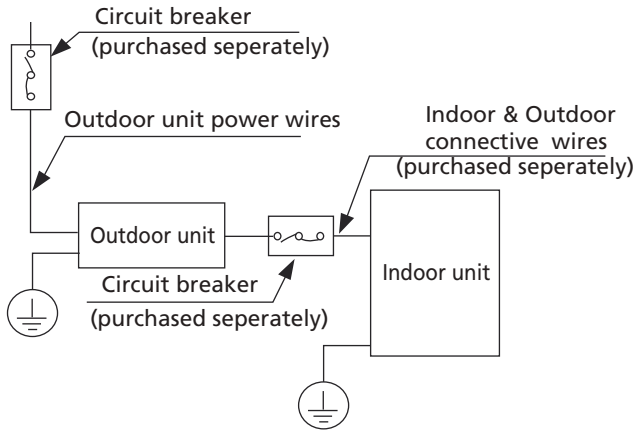 Circuit breaker
(purchased seperately)
Outdoor unit power wires
Indoor & Outdoor
connective wires
(purchased seperately)
Outdoor unit
Indoor unit
Circuit breaker
(purchased seperately)